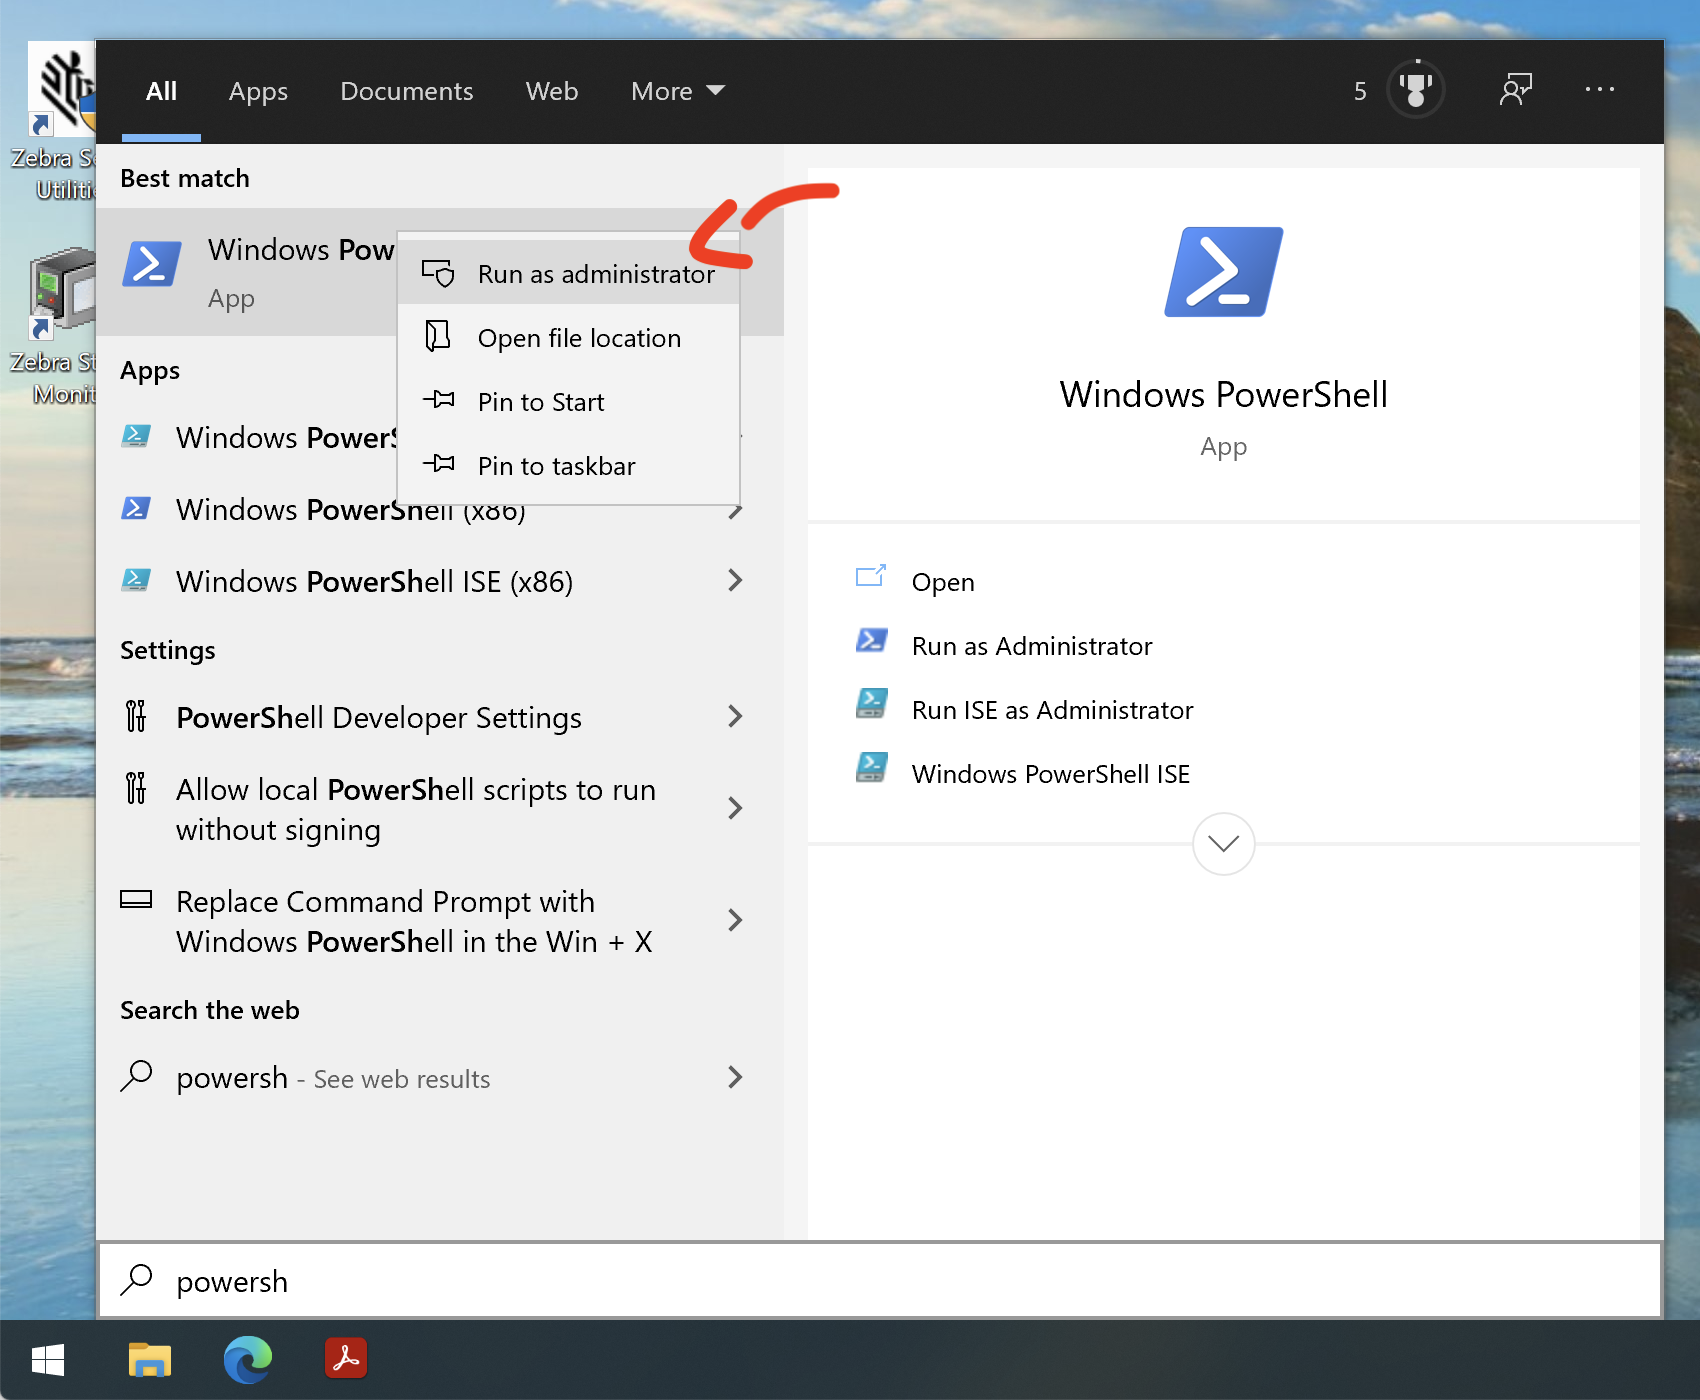 All
Apps
Documents
Web
More
5
Zebra
Best match
Windows Pow
App
Run as administrator
Open file location
Pin to Start
Pin to taskbar
Zebra
Apps
Windows PowerS
Windows PowerShell (x86)
Windows PowerShell ISE (x86)
Settings
PowerShell Developer Settings
Allow local PowerShell scripts to run
without signing
Replace Command Prompt with
Windows PowerShell in the Win + X
Search the web
powersh - See web results
Windows PowerShell
App
Open
Run as Administrator
Run ISE as Administrator
Windows PowerShell ISE
powersh